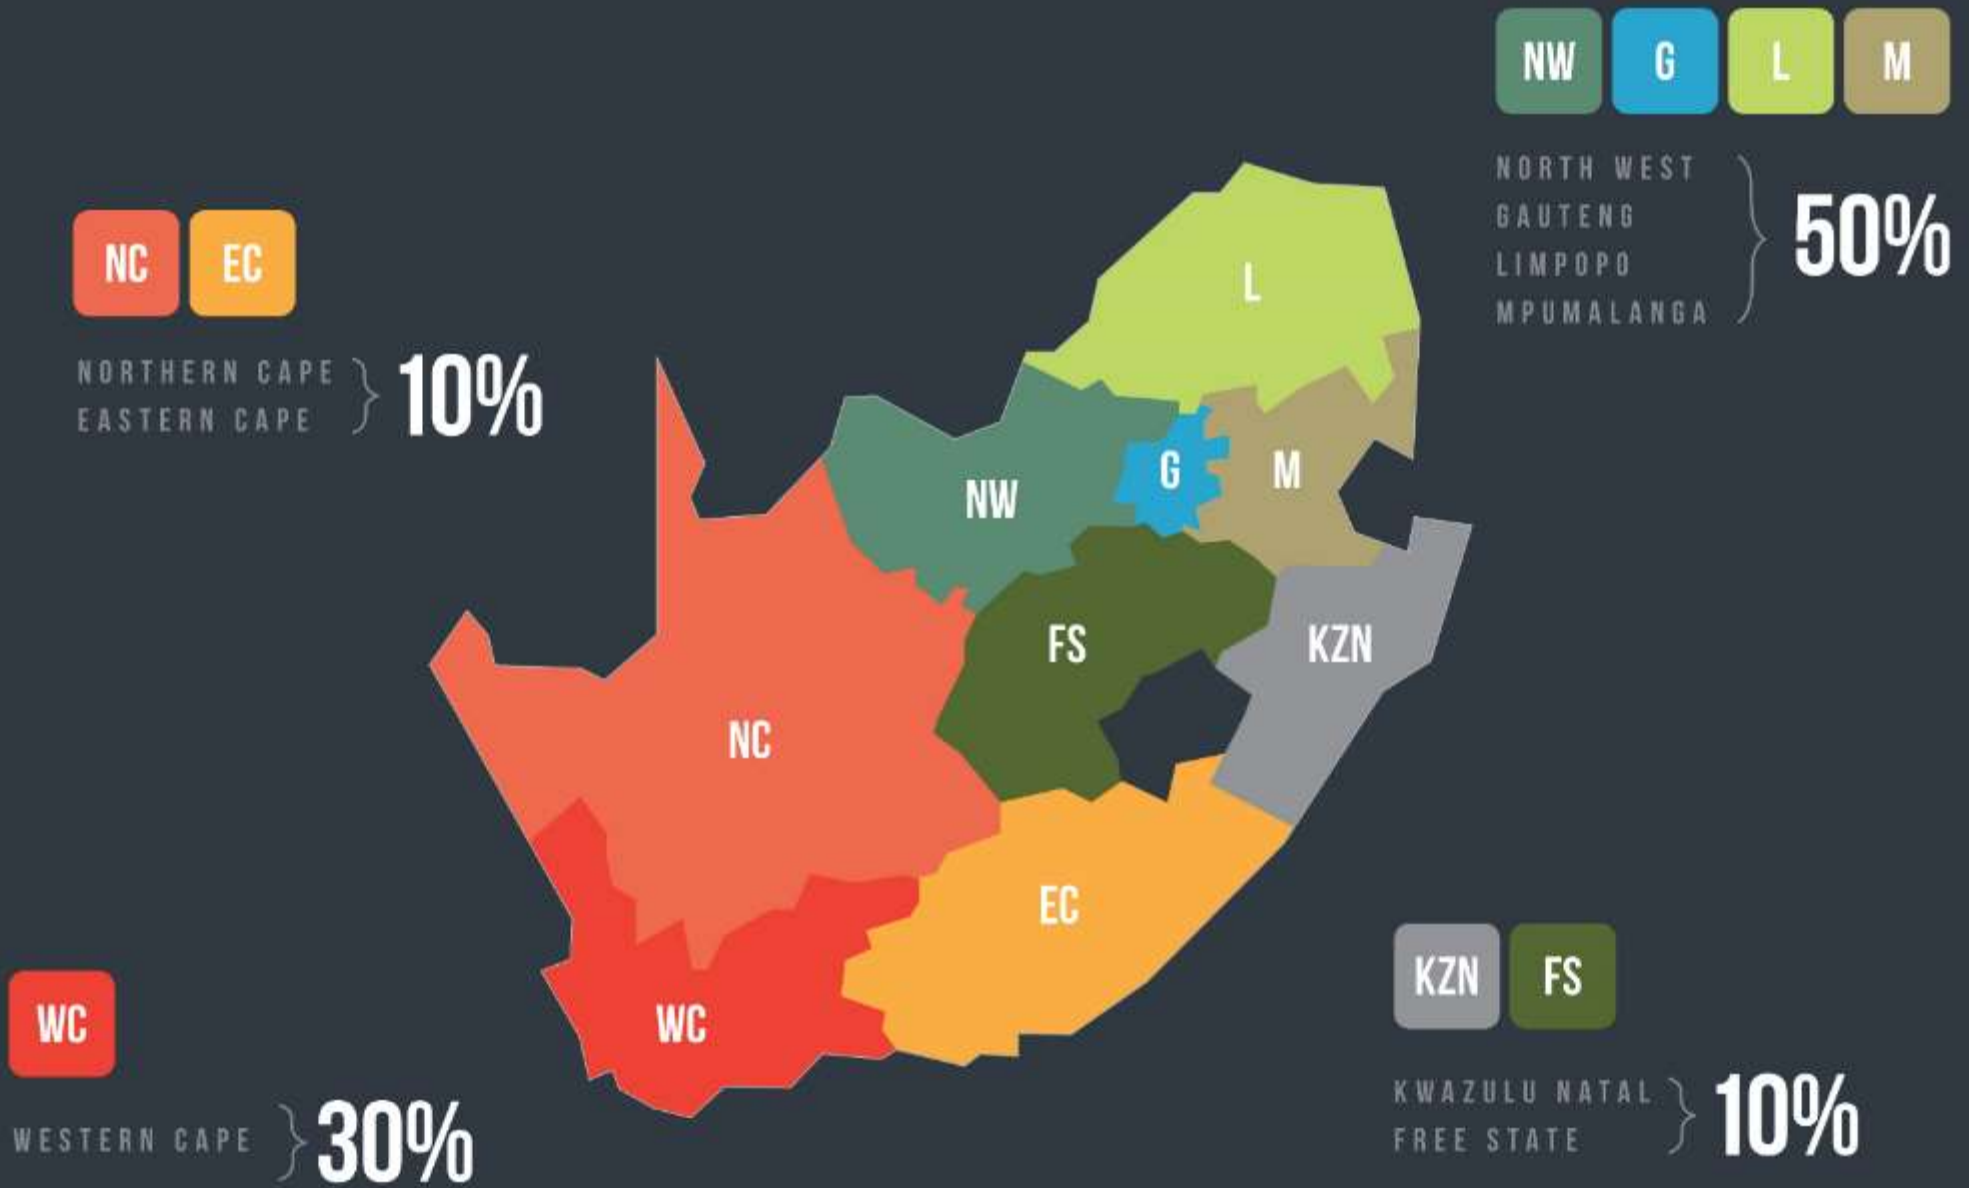 NW G L M
NORTH WEST
GAUTENG
LIMPOPO
MPUMALANGA
50%
NC EC
NORTHERN CAPE
EASTERN CAPE
10%
L
NW
G
M
FS
KZN
NC
EC
WC
WC
WESTERN CAPE
30%
KZN FS
KWAZULU NATAL
FREE STATE
10%